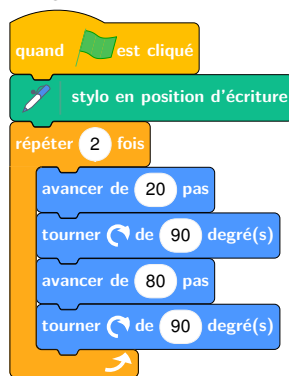 quand est cliqué
stylo en position d'écriture
répéter 2 fois
avancer de 20 pas
tourner de 90 degré(s)
avancer de 80 pas
tourner de 90 degré(s)